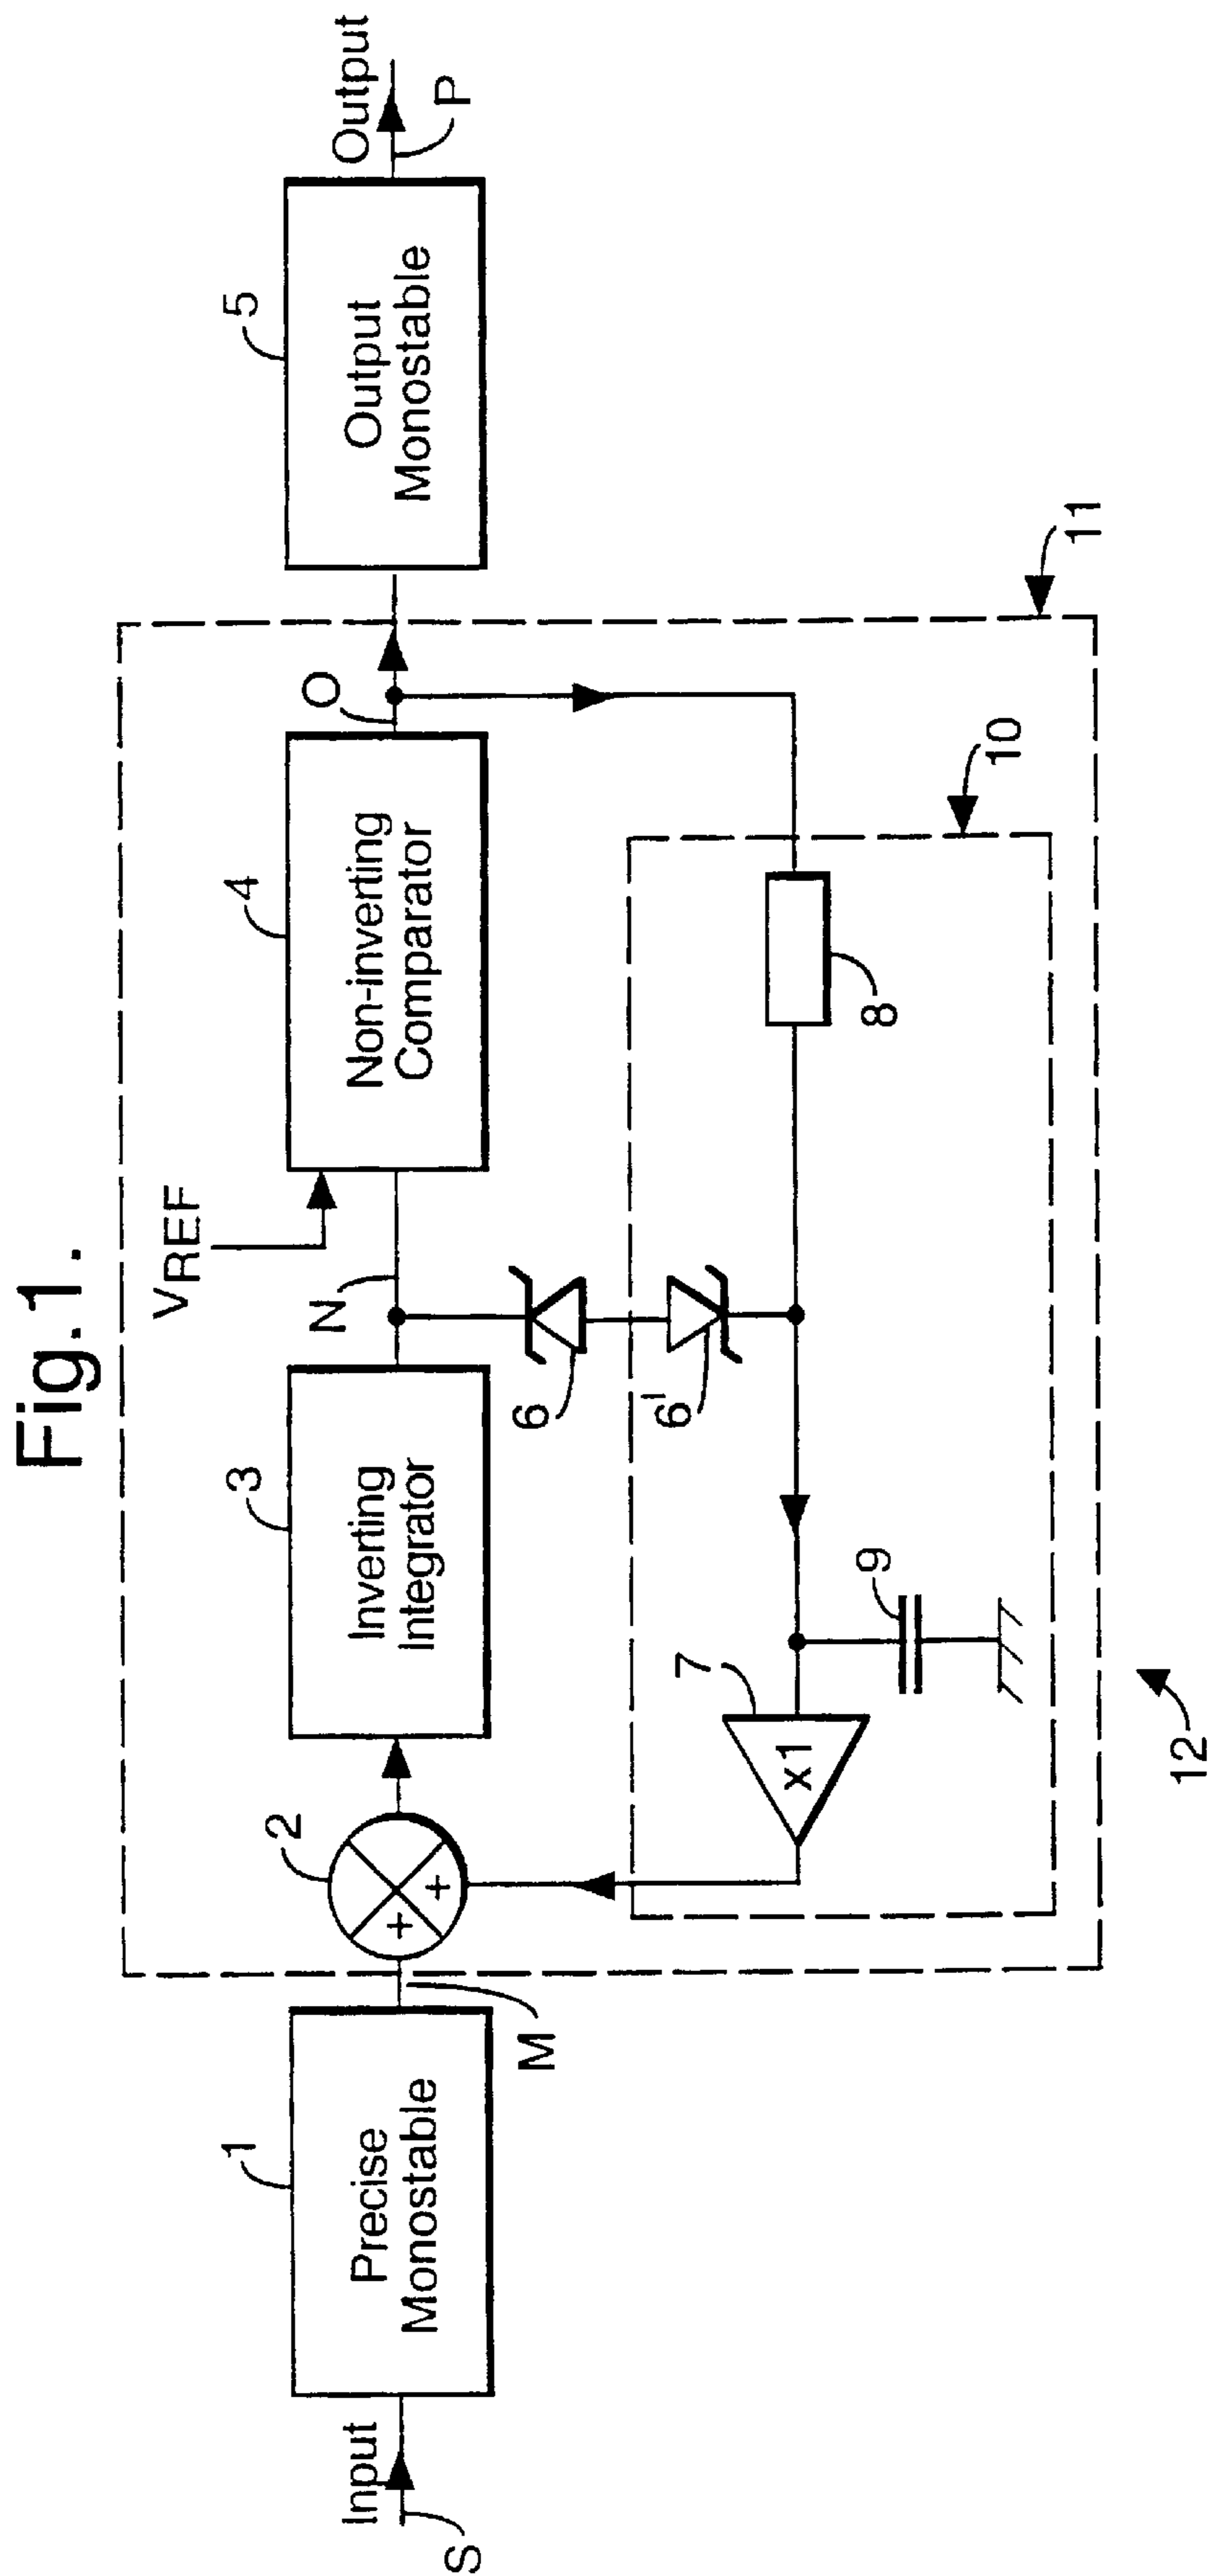 Fig.1.
Input
S
1
Precise
Monostable
M
2
+
+
3
Inverting
Integrator
N
VREF
4
Non-inverting
Comparator
O
5
Output
Monostable
Output
P
6
6'
7
x1
8
9
10
11
12